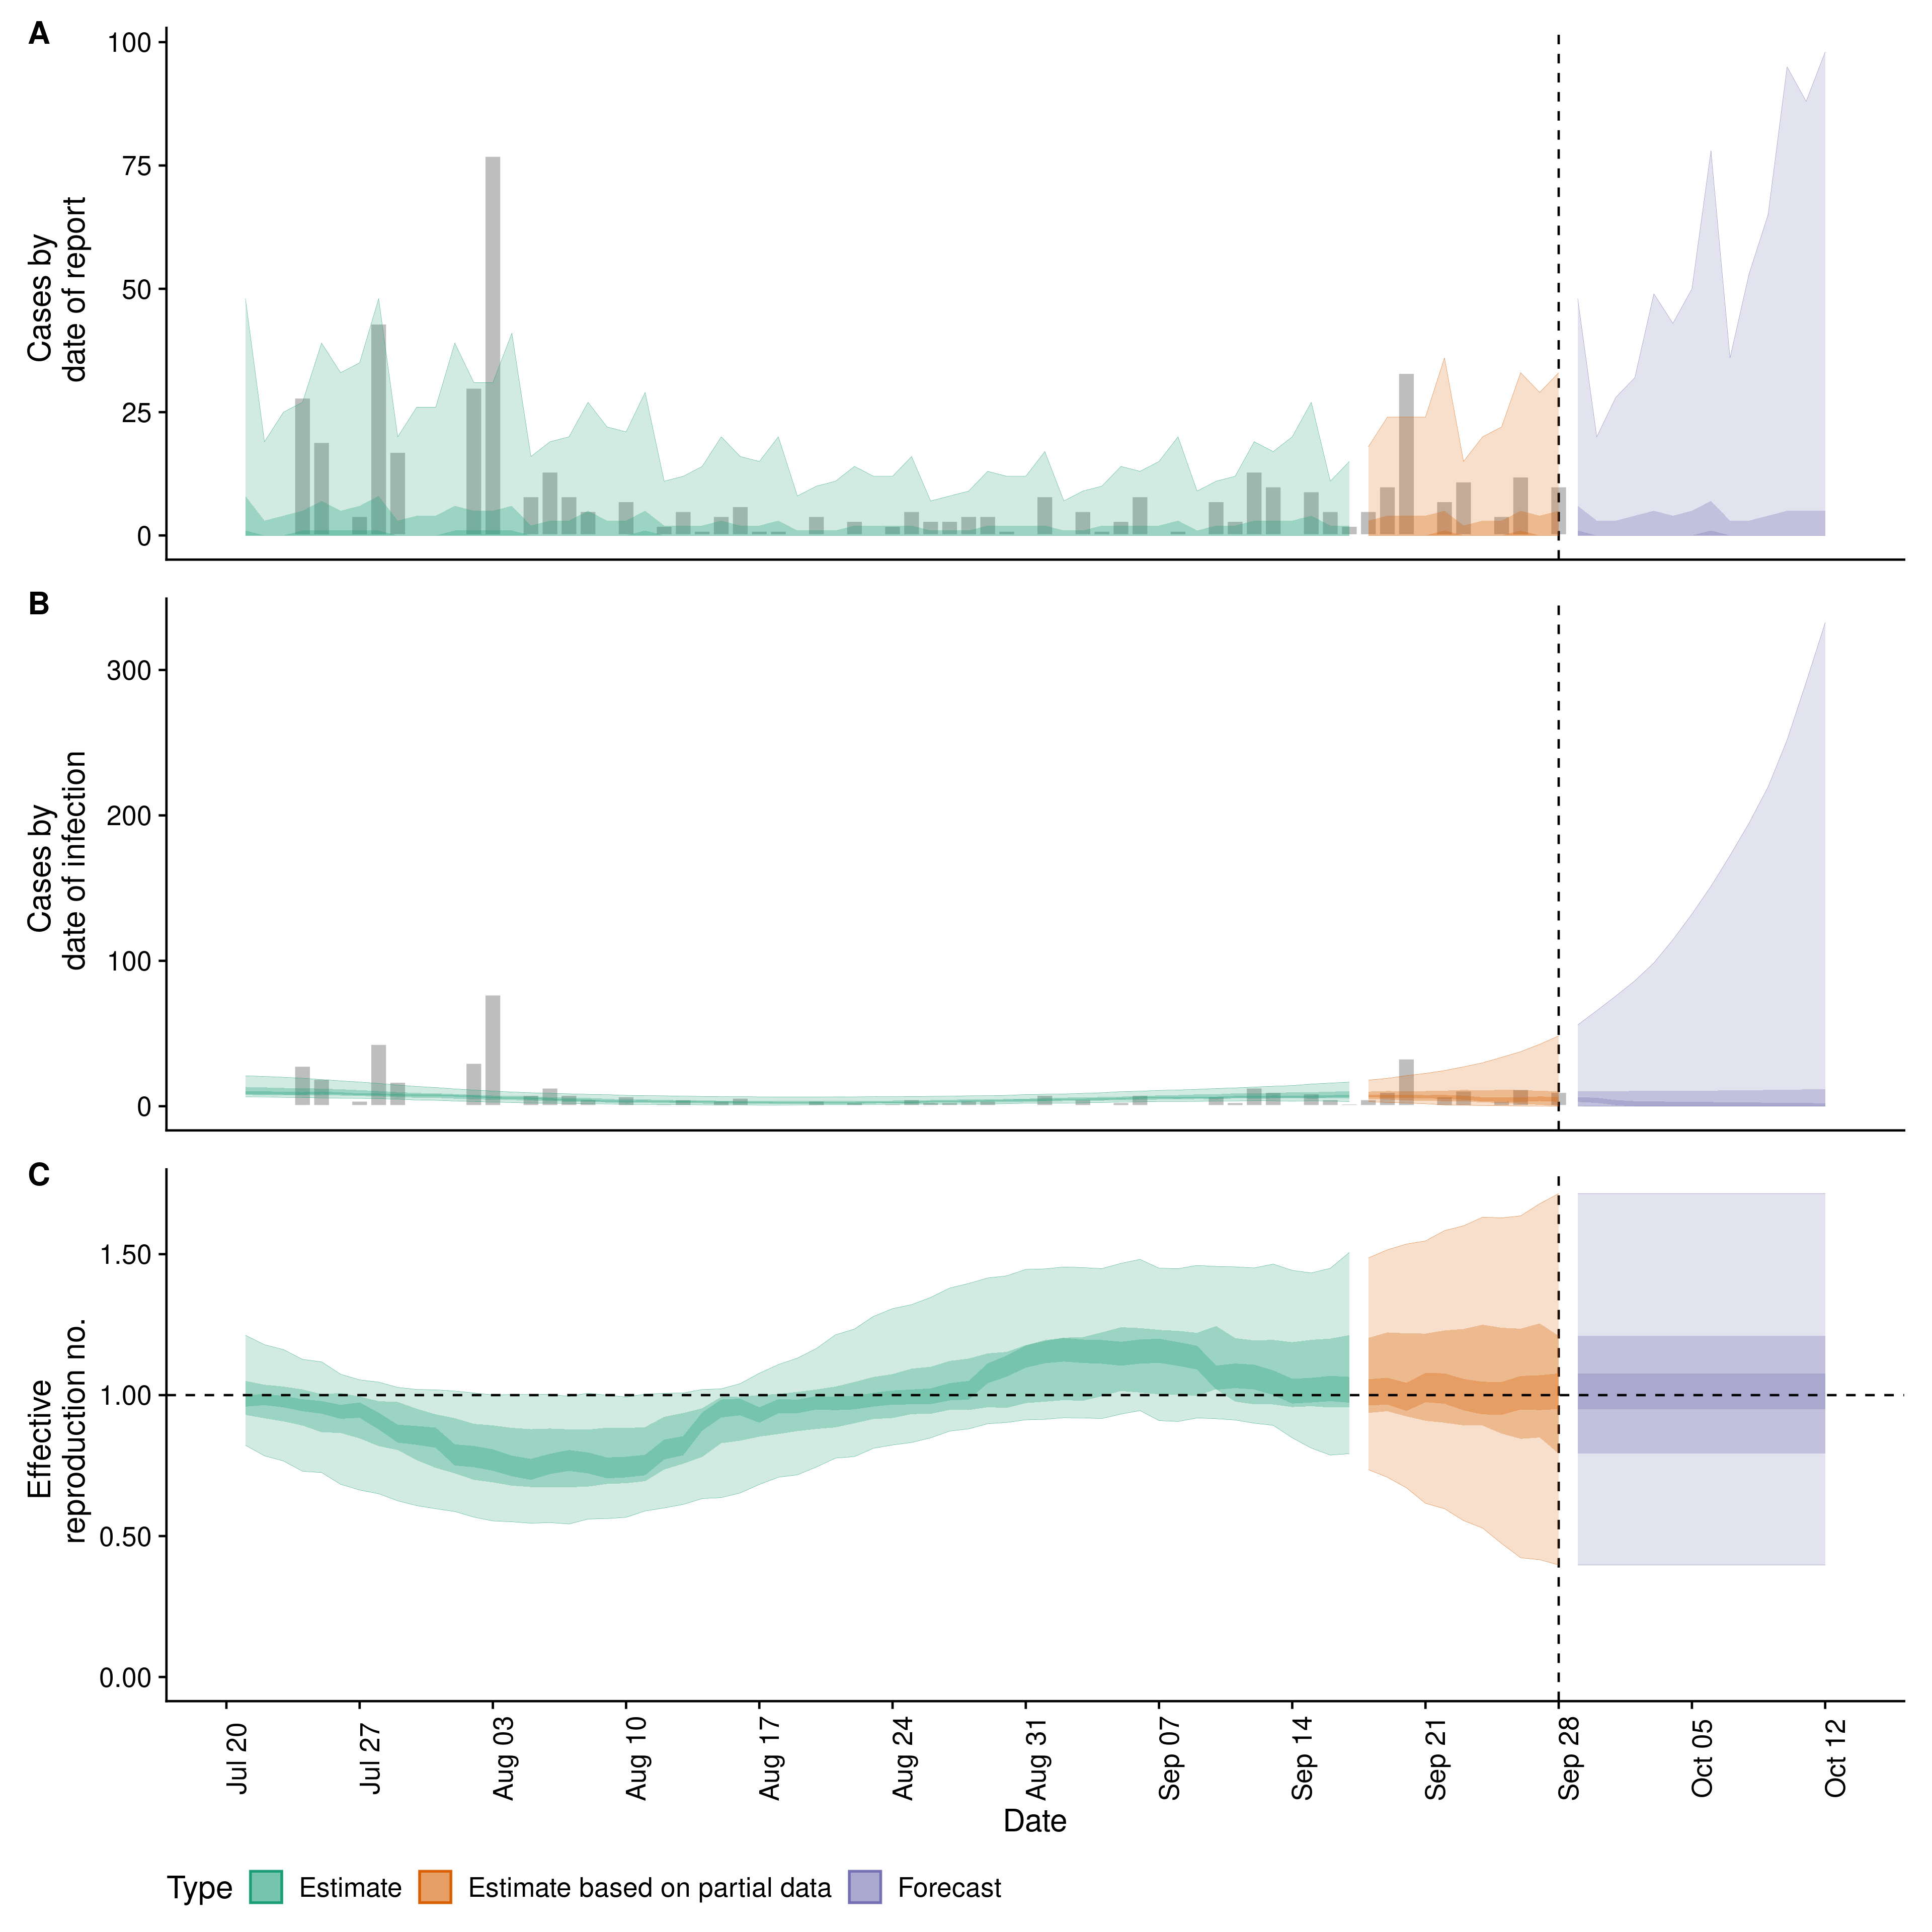 A
100
75
50
25
0
Cases by
date of report
B
300
200
100
0
Cases by
date of infection
C
1.50
1.00
0.50
0.00
Effective
reproduction no.
Jul 20
Jul 27
Aug 03
Aug 10
Aug 17
Aug 24
Aug 31
Sep 07
Sep 14
Sep 21
Sep 28
Oct 05
Oct 12
Date
Type Estimate Estimate based on partial data Forecast